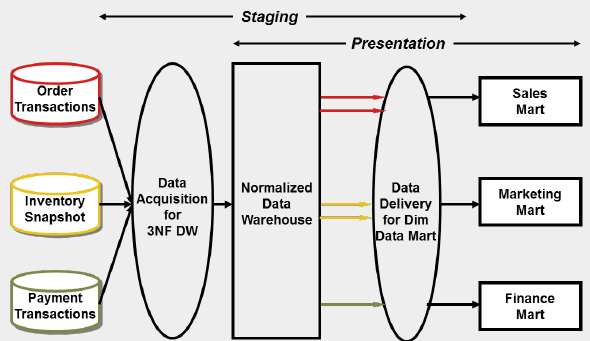 Staging
Presentation
Order
Transactions
Inventory
Snapshot
Payment
Transactions
Data
Acquisition
for
3NF DW
Normalized
Data
Warehouse
Data
Delivery
for Dim
Data Mart
Sales
Mart
Marketing
Mart
Finance
Mart